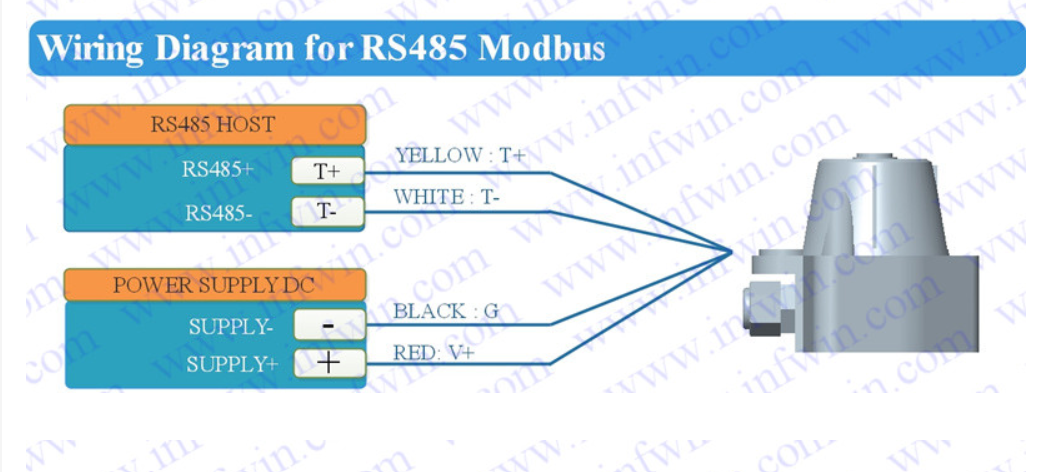 Wiring Diagram for RS485 Modbus
RS485 HOST
RS485+ T+ YELLOW : T+
RS485- T- WHITE : T-
POWER SUPPLY DC
SUPPLY- - BLACK : G
SUPPLY+ + RED: V+
www.infwin.com